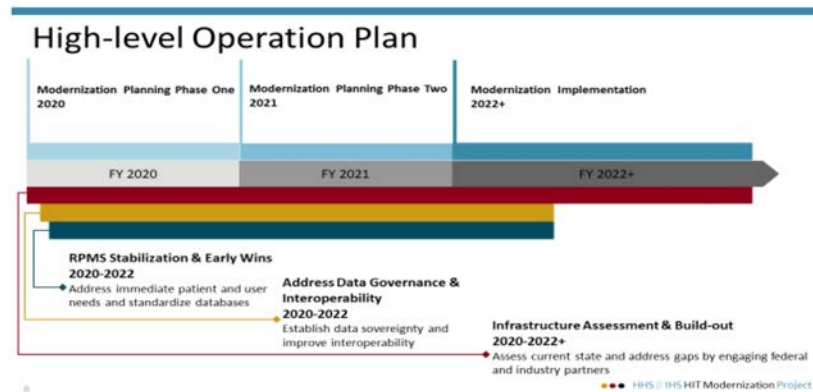 High-level Operation Plan
Modernization Planning Phase One
2020
Modernization Planning Phase Two
2021
Modernization Implementation
2022+
FY 2020
FY 2021
FY 2022+
RPMS Stabilization & Early Wins
2020-2022
Address immediate patient and user
needs and standardize databases
Address Data Governance &
Interoperability
2020-2022
Establish data sovereignty and
improve interoperability
Infrastructure Assessment & Build-out
2020-2022+
Assess current state and address gaps by engaging federal
and industry partners
HHS // IHS HIT Modernization Project